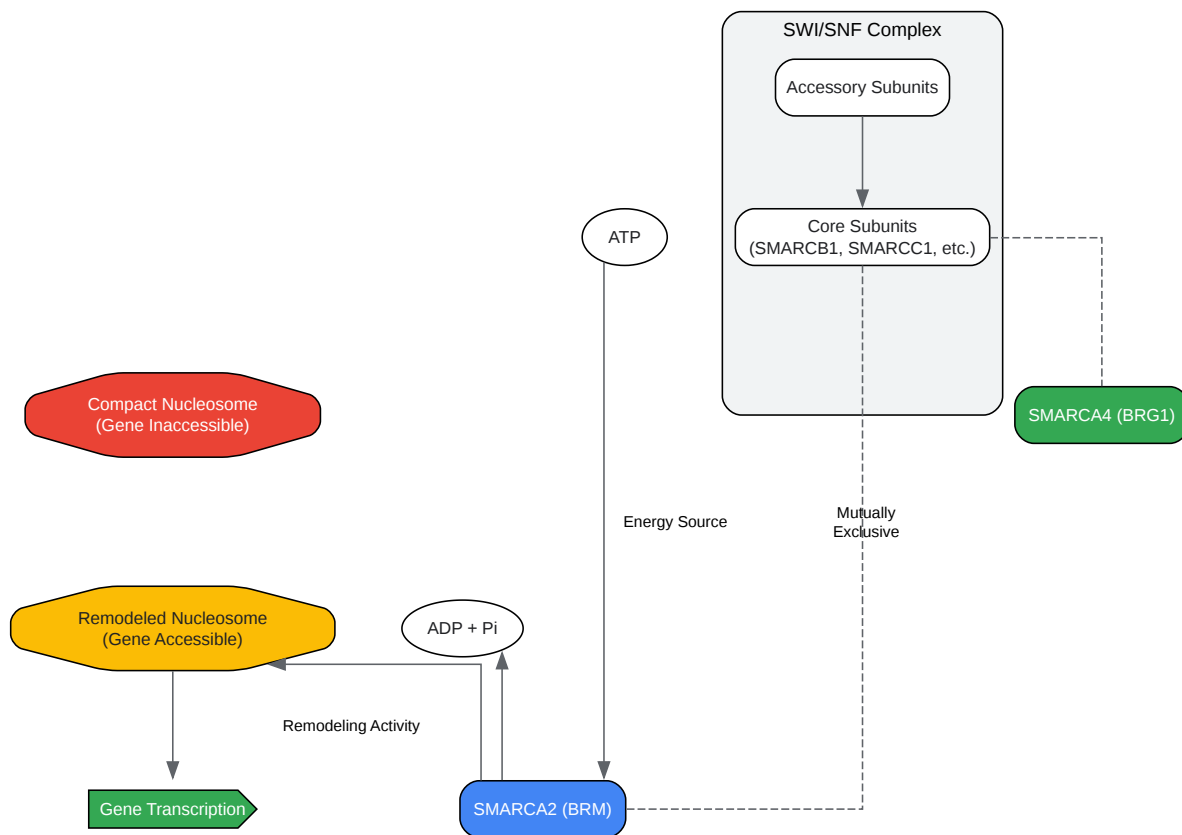 SWI/SNF Complex
Accessory Subunits
Core Subunits
(SMARCB1, SMARCC1, etc.)
ATP
Compact Nucleosome
(Gene Inaccessible)
SMARCA4 (BRG1)
Energy Source
Mutually
Exclusive
Remodeled Nucleosome
(Gene Accessible)
ADP + Pi
Remodeling Activity
Gene Transcription
SMARCA2 (BRM)